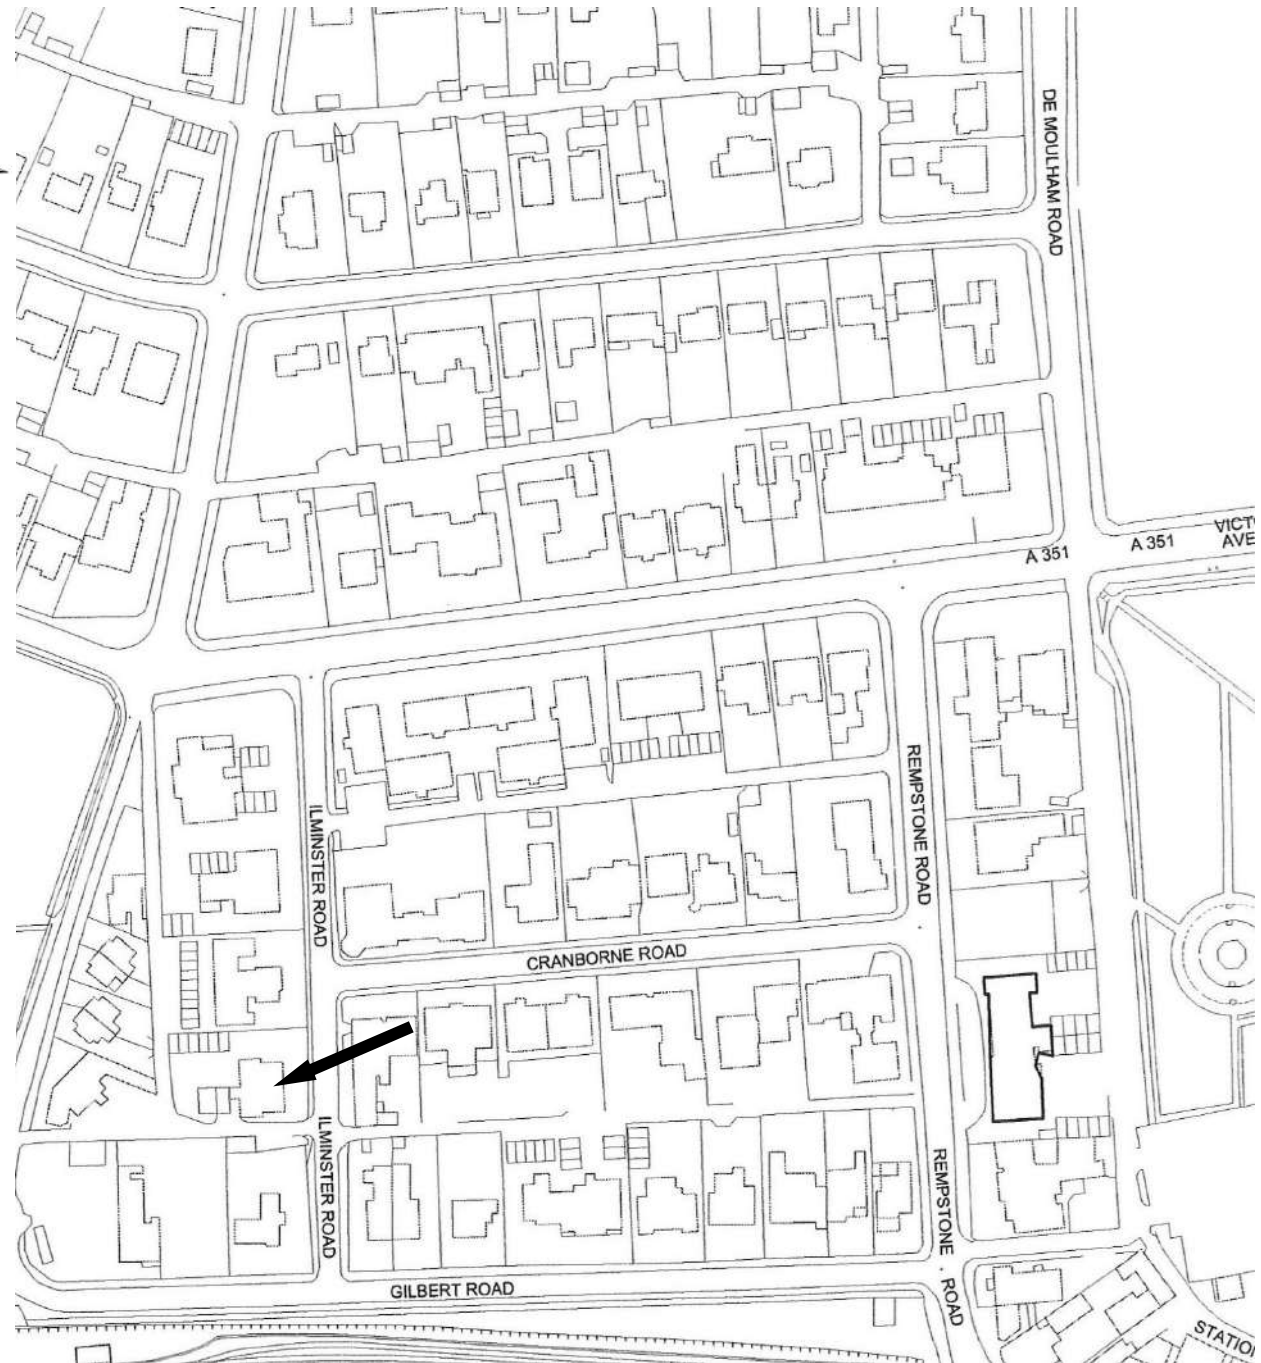 DE MOULHAM ROAD
A 351
A 351
VICT
AVE
ILMINSTER ROAD
REMPSTONE ROAD
CRANBORNE ROAD
ILMINSTER ROAD
REMPSTONE ROAD
GILBERT ROAD
STATIO